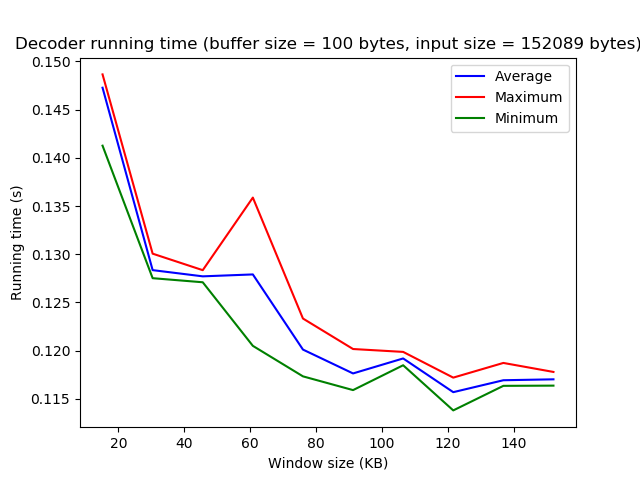 Decoder running time (buffer size = 100 bytes, input size = 152089 bytes)
0.150
0.145
0.140
0.135
0.130
0.125
0.120
0.115
Running time (s)
Average
Maximum
Minimum
20 40 60 80 100 120 140
Window size (KB)